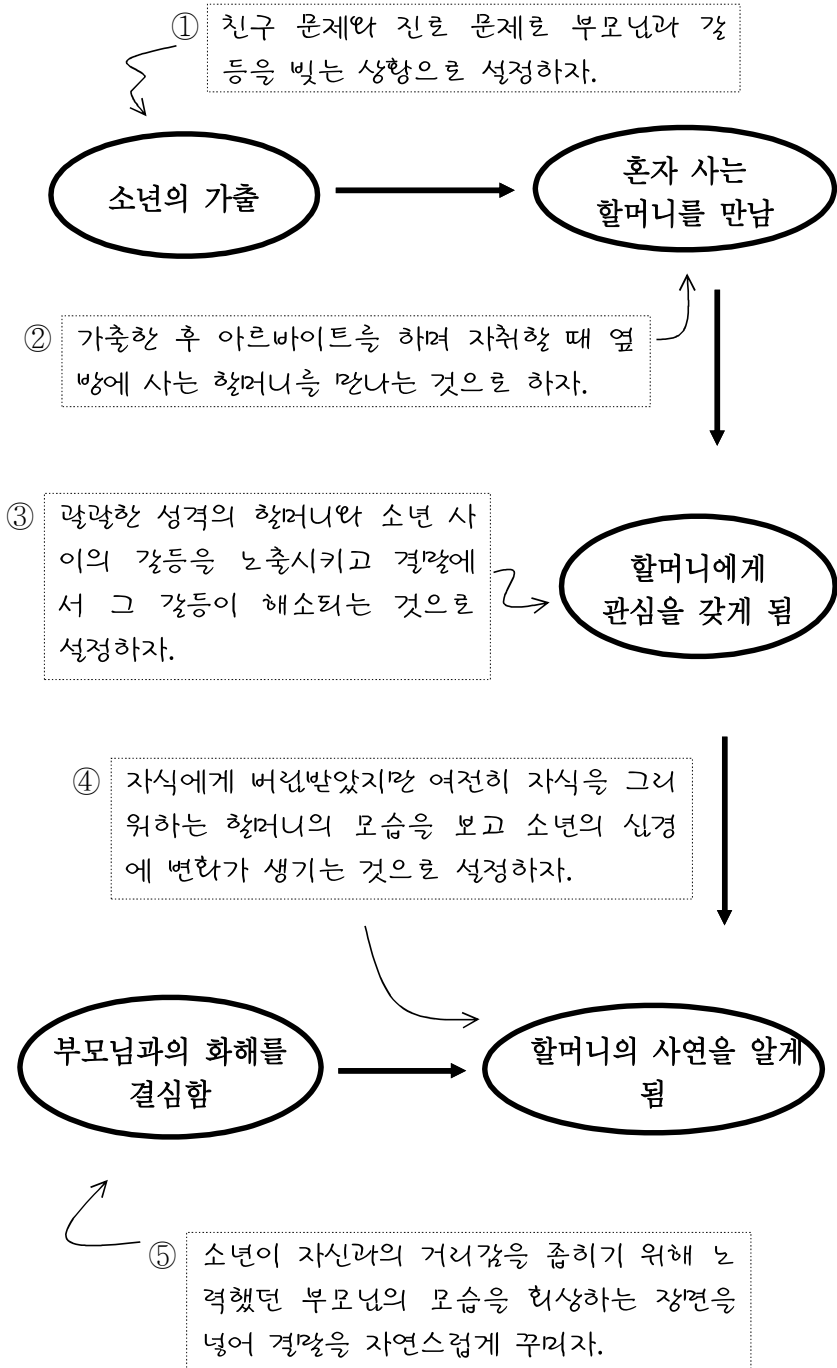 ① 친구 문제와 진로 문제로 부모님과 갈
등을 빚는 상황으로 설정하자.
소년의 가출
혼자 사는
할머니를 만남
② 가출한 후 아르바이트를 하며 자취할 때 옆
방에 사는 할머니를 만나는 것으로 하자.
③ 괄괄한 성격의 할머니와 소년 사
이의 갈등을 노출시키고 결말에
서 그 갈등이 해소되는 것으로
설정하자.
할머니에게
관심을 갖게 됨
④ 자식에게 버림받았지만 여전히 자식을 그리
워하는 할머니의 모습을 보고 소년의 심경
에 변화가 생기는 것으로 설정하자.
부모님과의 화해를
결심함
할머니의 사연을 알게
됨
⑤ 소년이 자신과의 거리감을 좁히기 위해 노
력했던 부모님의 모습을 회상하는 장면을
넣어 결말을 자연스럽게 꾸미자.